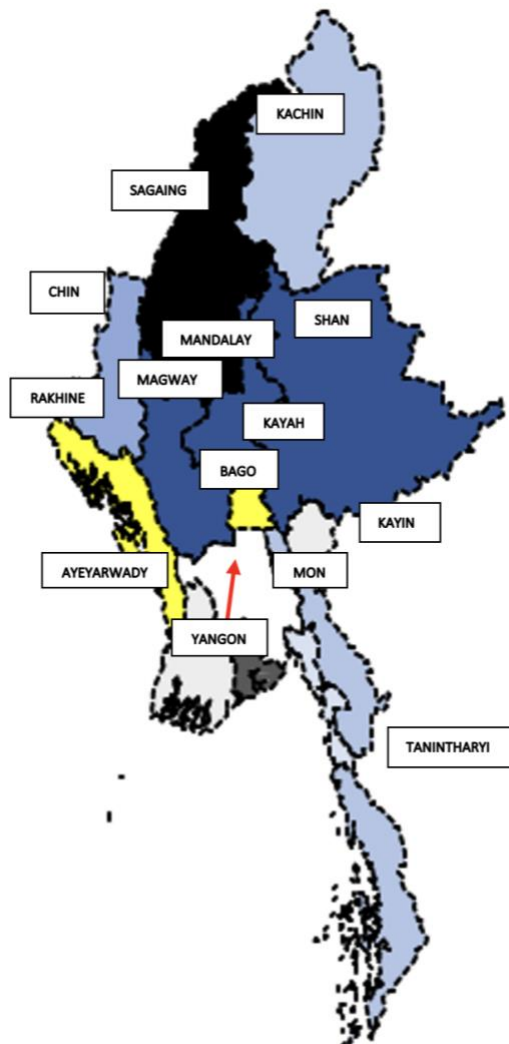 KACHIN
SAGAING
CHIN
SHAN
MANDALAY
MAGWAY
RAKHINE
KAYAH
BAGO
KAYIN
AYEYARWADY
MON
YANGON
TANINTHARYI